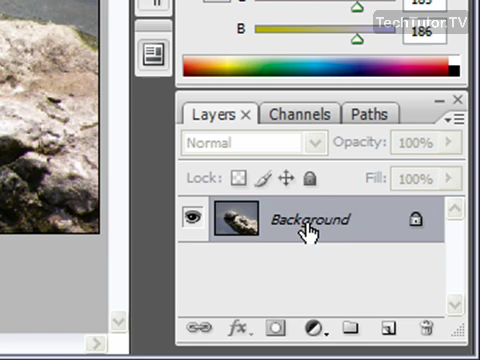 TechTutor.TV
B
186
Layers × Channels Paths
Normal Opacity: 100%
Lock: Fill: 100%
Background
fx